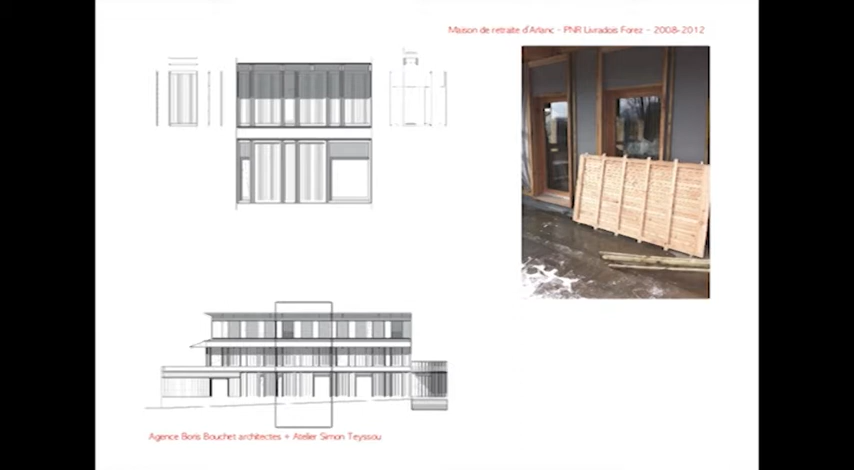 Maison de retraite d'Arlanc - PNR Livradois Forez - 2008-2012
Agence Boris Bouchet architectes + Atelier Simon Teyssou